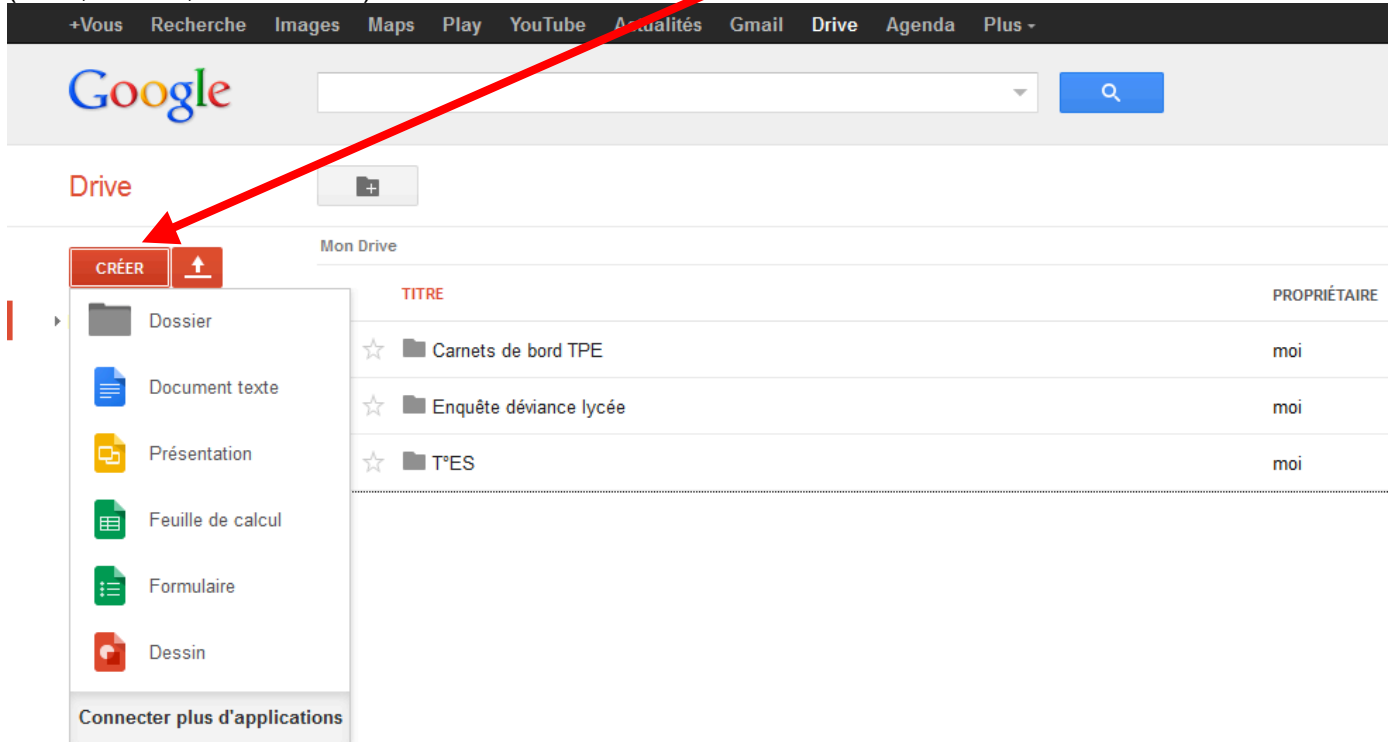 +Vous Recherche Images Maps Play YouTube Actualités Gmail Drive Agenda Plus
Google
Drive
CRÉER
Mon Drive
TITRE PROPRIÉTAIRE
Dossier
Carnets de bord TPE moi
Document texte
Enquête déviance lycée moi
Présentation
T°ES moi
Feuille de calcul
Formulaire
Dessin
Connecter plus d'applications